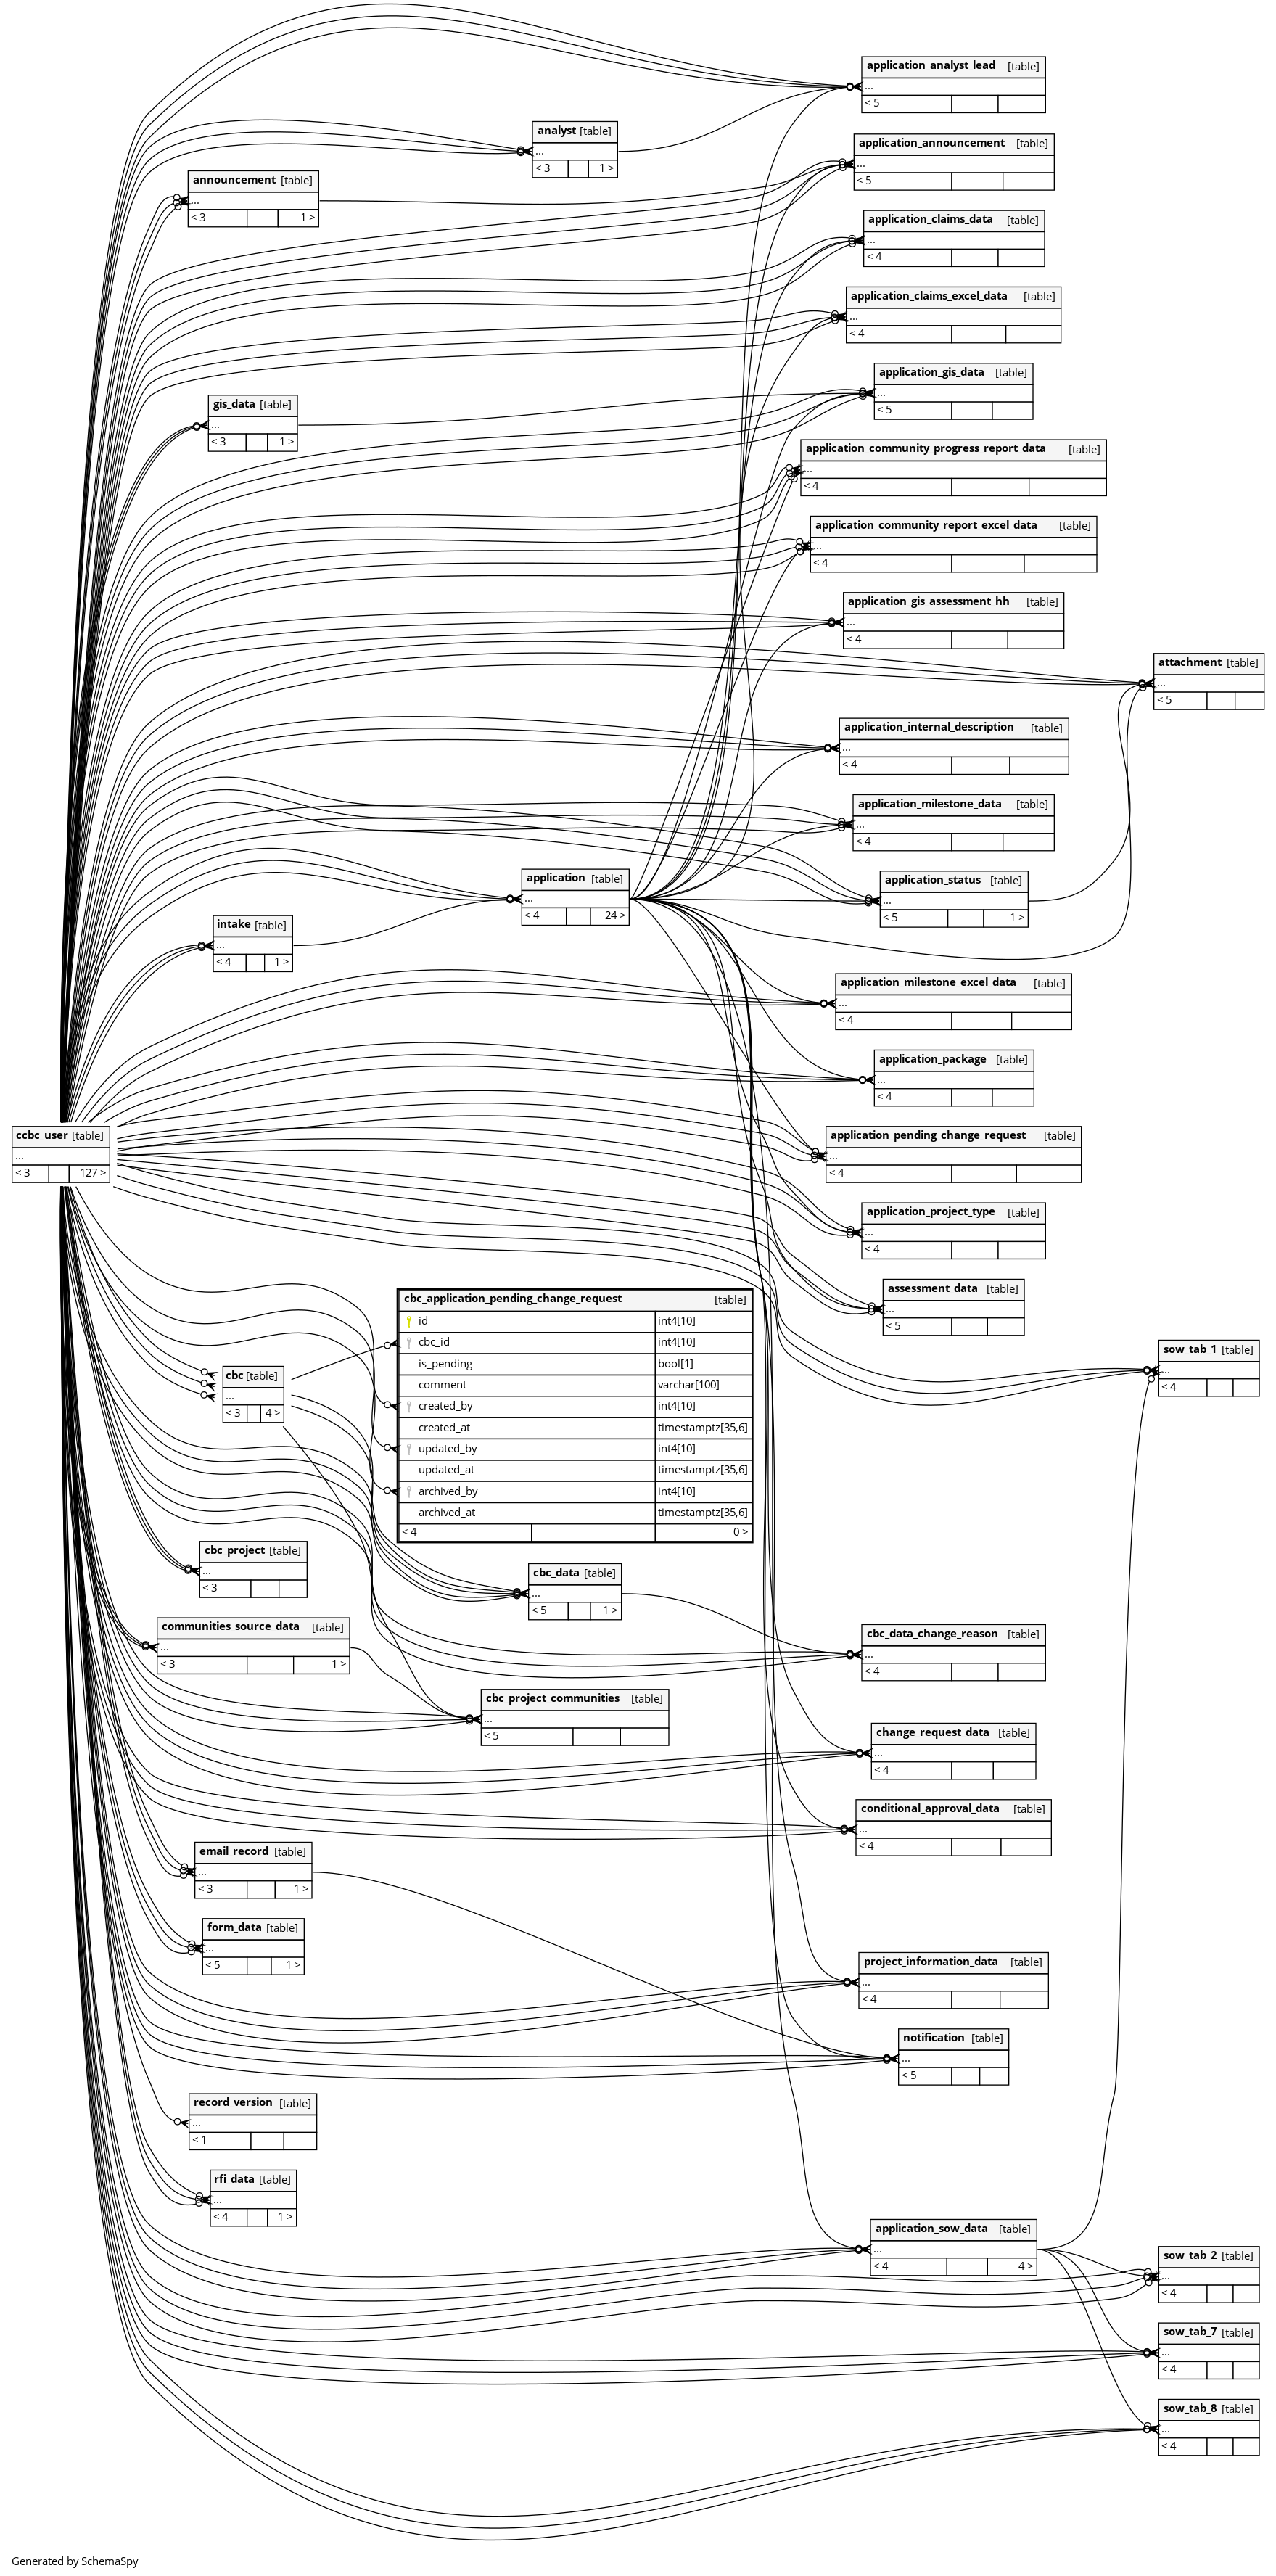 application_analyst_lead [table]
...
< 5
analyst [table]
...
< 3 1 >
application_announcement [table]
...
< 5
announcement [table]
...
< 3 1 >
application_claims_data [table]
...
< 4
application_claims_excel_data [table]
...
< 4
application_gis_data [table]
...
< 5
gis_data [table]
...
< 3 1 >
application_community_progress_report_data [table]
...
< 4
application_community_report_excel_data [table]
...
< 4
application_gis_assessment_hh [table]
...
< 4
attachment [table]
...
< 5
application_internal_description [table]
...
< 4
application_milestone_data [table]
...
< 4
application [table]
...
< 4 24 >
application_status [table]
...
< 5 1 >
intake [table]
...
< 4 1 >
application_milestone_excel_data [table]
...
< 4
application_package [table]
...
< 4
ccbc_user [table]
...
< 3 127 >
application_pending_change_request [table]
...
< 4
application_project_type [table]
...
< 4
assessment_data [table]
...
< 5
cbc_application_pending_change_request [table]
id int4[10]
cbc_id int4[10]
is_pending bool[1]
comment varchar[100]
created_by int4[10]
created_at timestamptz[35,6]
updated_by int4[10]
updated_at timestamptz[35,6]
archived_by int4[10]
archived_at timestamptz[35,6]
< 4 0 >
sow_tab_1 [table]
...
< 4
cbc [table]
...
< 3 4 >
cbc_project [table]
...
< 3
cbc_data [table]
...
< 5 1 >
communities_source_data [table]
...
< 3 1 >
cbc_data_change_reason [table]
...
< 4
cbc_project_communities [table]
...
< 5
change_request_data [table]
...
< 4
conditional_approval_data [table]
...
< 4
email_record [table]
...
< 3 1 >
form_data [table]
...
< 5 1 >
project_information_data [table]
...
< 4
notification [table]
...
< 5
record_version [table]
...
< 1
rfi_data [table]
...
< 4 1 >
application_sow_data [table]
...
< 4 4 >
sow_tab_2 [table]
...
< 4
sow_tab_7 [table]
...
< 4
sow_tab_8 [table]
...
< 4
Generated by SchemaSpy